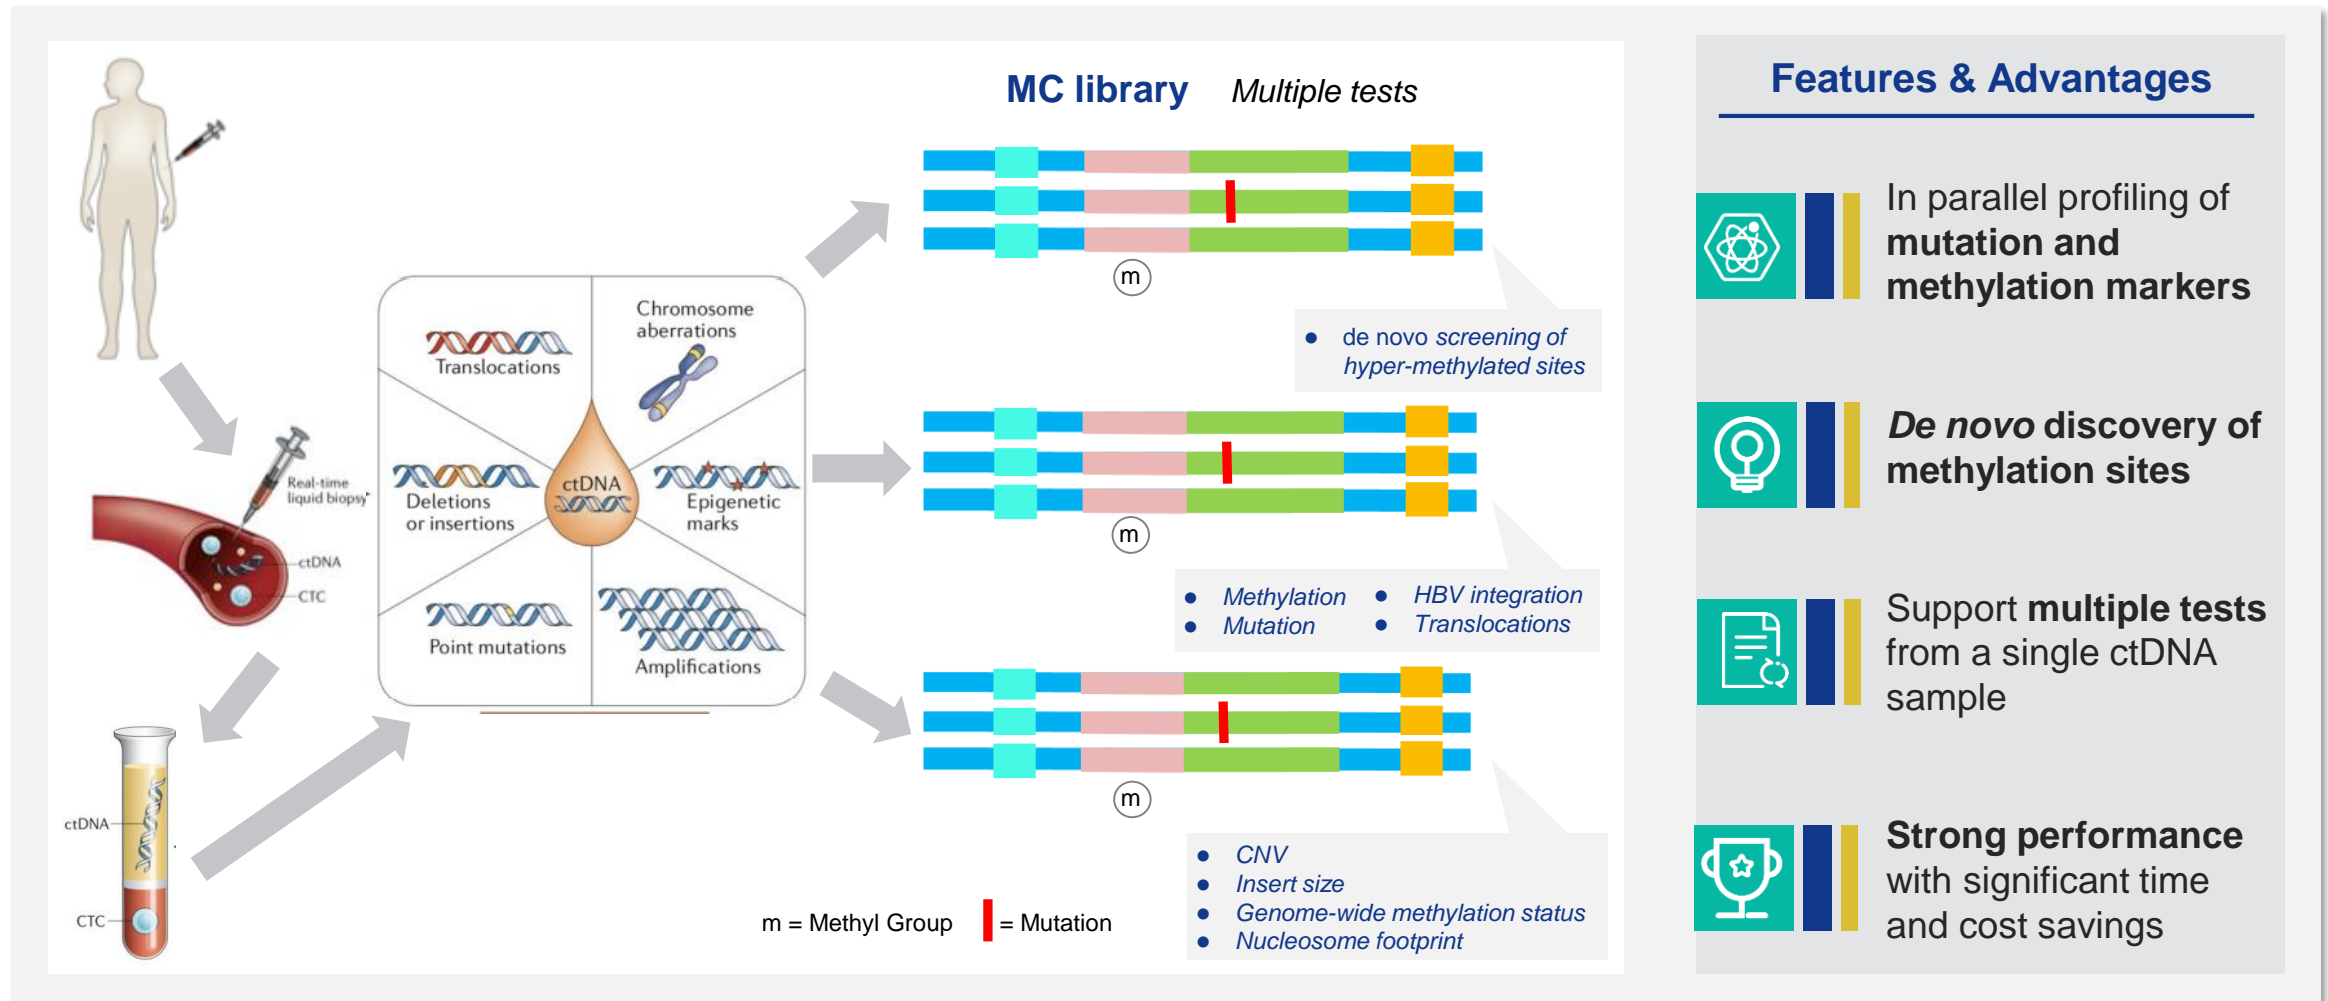 MC library Multiple tests
m
● de novo screening of
hyper-methylated sites
Real-time
liquid biopsy
ctDNA
CTC
ctDNA
CTC
Translocations
Chromosome
aberrations
Deletions
or insertions
ctDNA
Epigenetic
marks
Point mutations
Amplifications
m
● Methylation ● HBV integration
● Mutation ● Translocations
m
● CNV
● Insert size
● Genome-wide methylation status
● Nucleosome footprint
m = Methyl Group = Mutation
Features & Advantages
In parallel profiling of
mutation and
methylation markers
De novo discovery of
methylation sites
Support multiple tests
from a single ctDNA
sample
Strong performance
with significant time
and cost savings